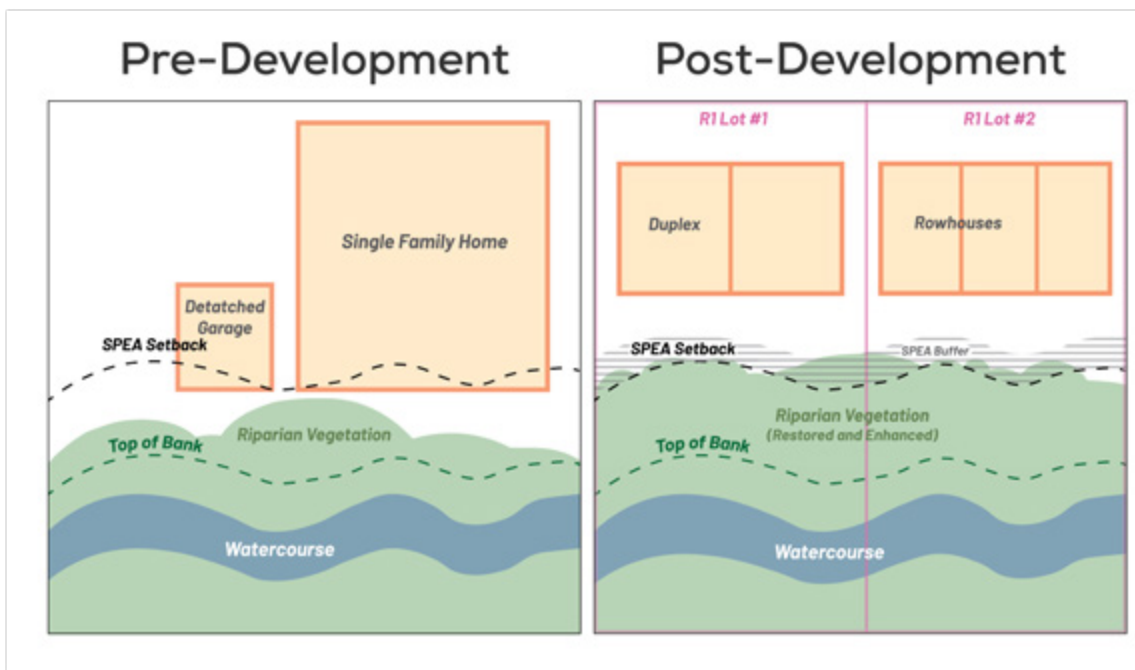 Pre-Development
Single Family Home
Detatched
Garage
SPEA Setback
Riparian Vegetation
Top of Bank
Watercourse
Post-Development
R1 Lot #1
R1 Lot #2
Duplex
Rowhouses
SPEA Setback
SPEA Buffer
Riparian Vegetation
(Restored and Enhanced)
Top of Bank
Watercourse